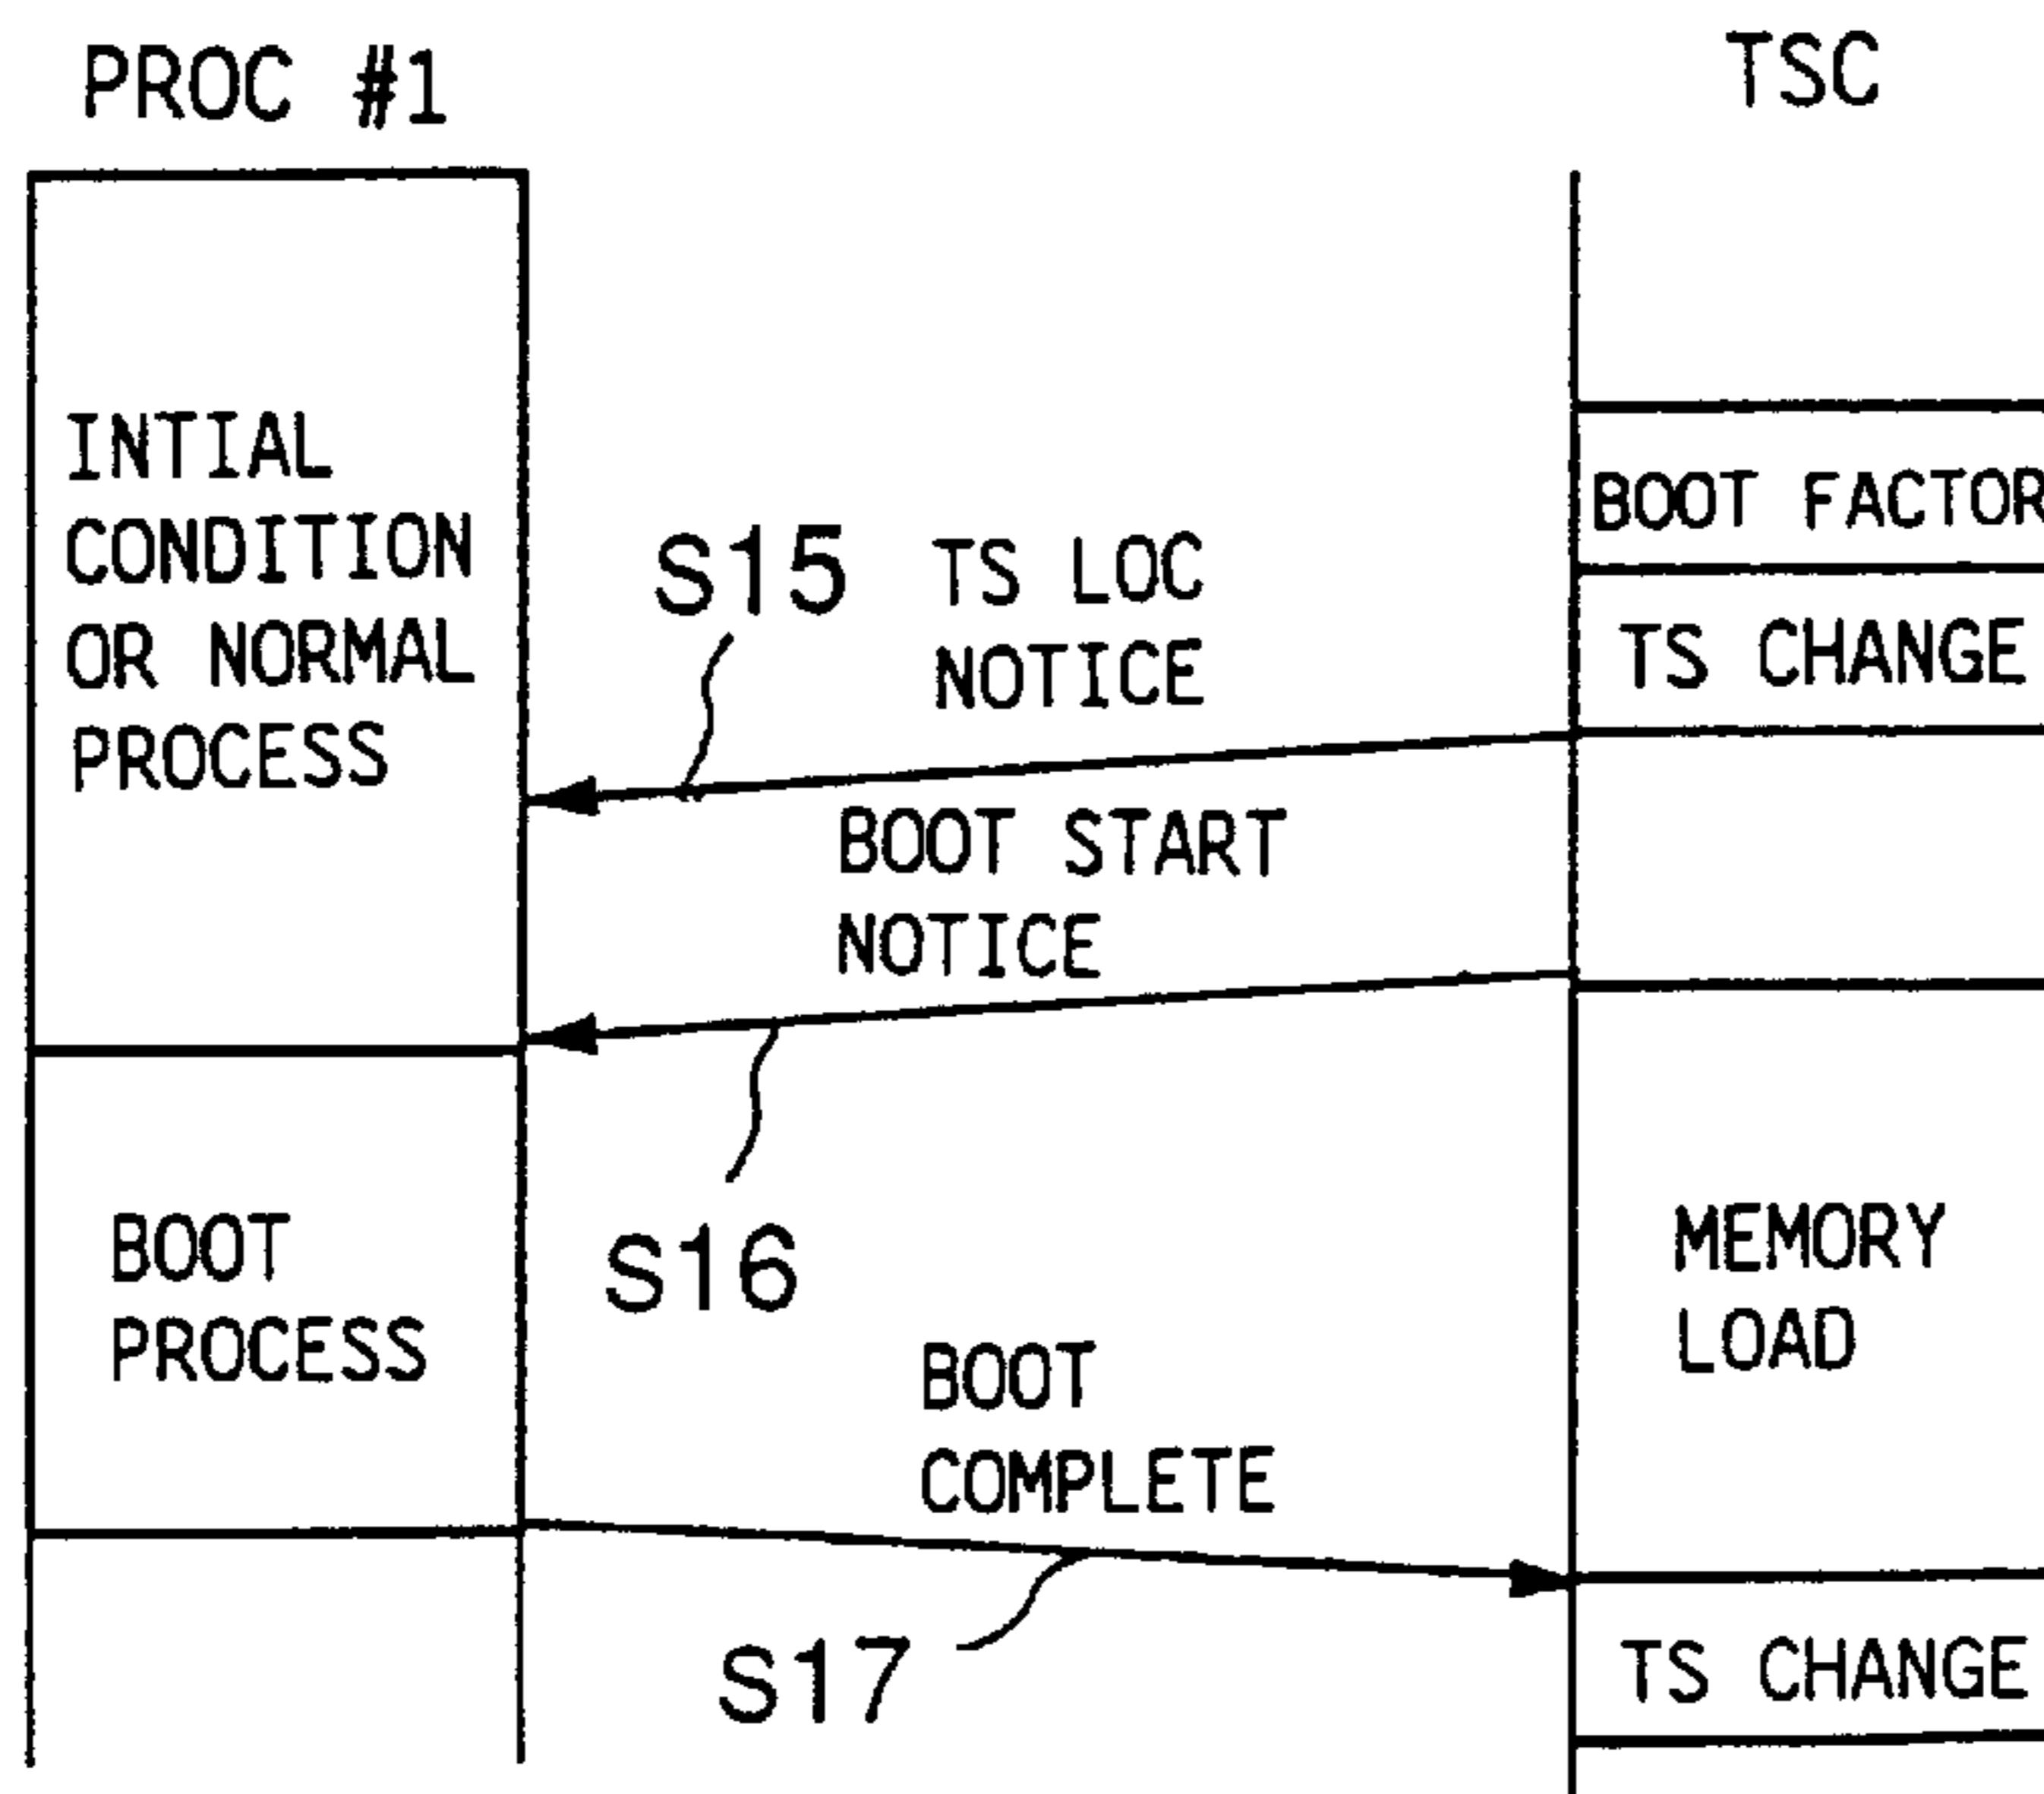 PROC #1
TSC
INTIAL
CONDITION
OR NORMAL
PROCESS
S15
TS LOC
NOTICE
BOOT FACTOR
TS CHANGE
BOOT START
NOTICE
S16
BOOT
PROCESS
MEMORY
LOAD
BOOT
COMPLETE
S17
TS CHANGE